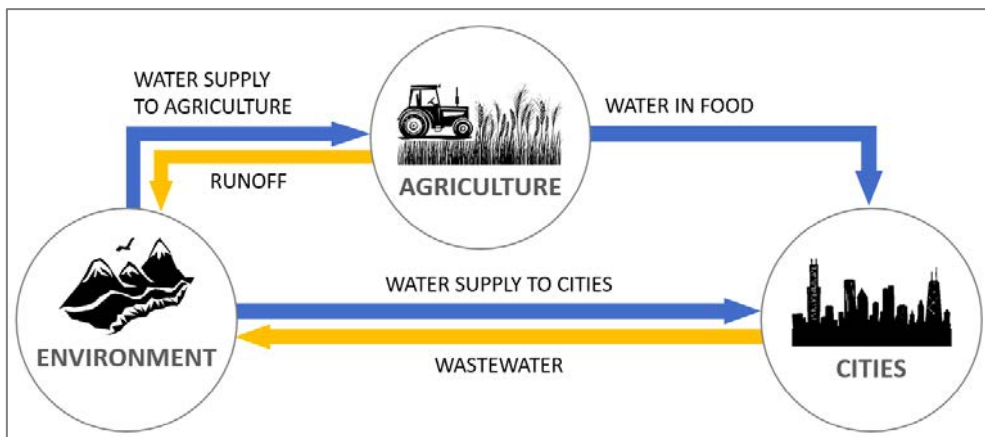 WATER SUPPLY
TO AGRICULTURE
WATER IN FOOD
RUNOFF
AGRICULTURE
WATER SUPPLY TO CITIES
ENVIRONMENT
WASTEWATER
CITIES